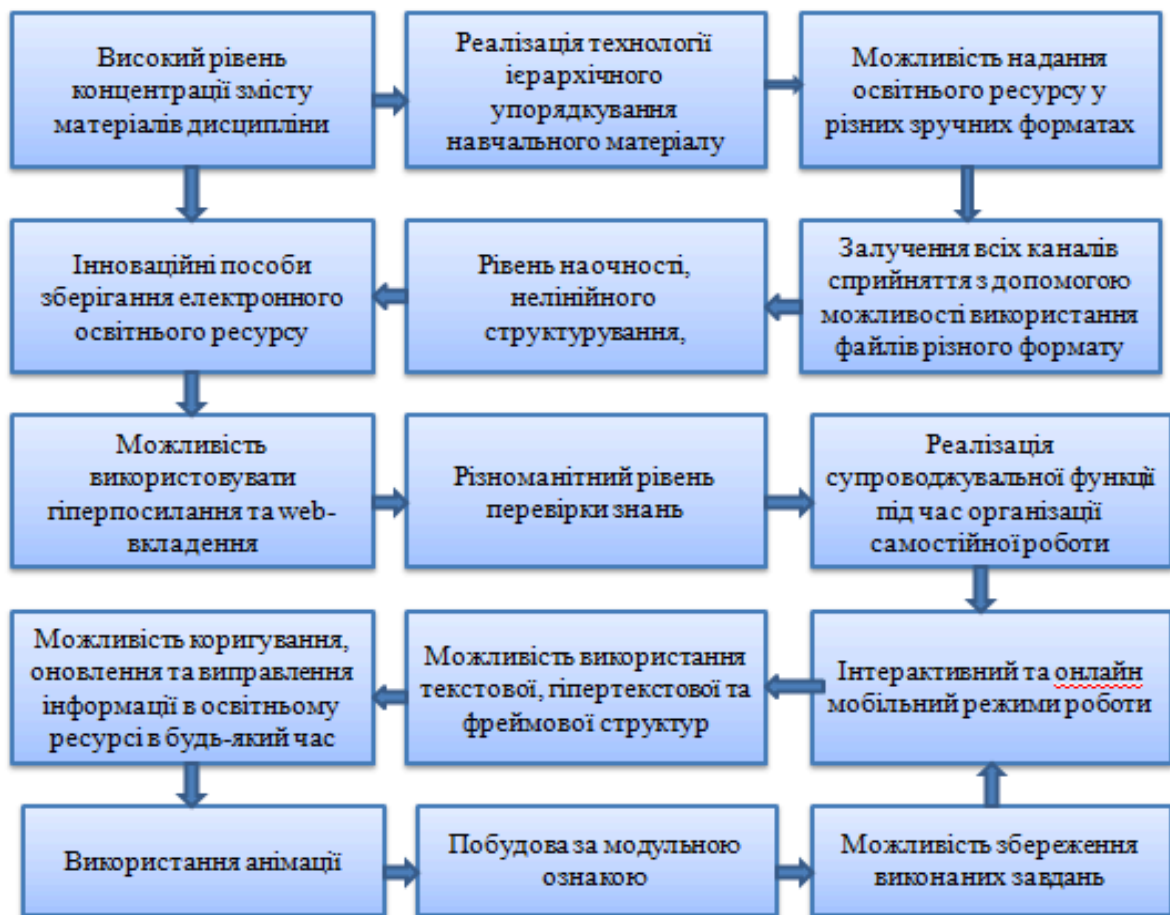 Високий рівень
концентрації змісту
матеріалів дисципліни
Реалізація технології
ієрархічного
упорядкування
навчального матеріалу
Можливість надання
освітнього ресурсу у
різних зручних форматах
Інноваційні пособи
зберігання електронного
освітнього ресурсу
Рівень наочності,
нелінійного
структурування,
Залучення всіх каналів
сприйняття з допомогою
можливості використання
файлів різного формату
Можливість
використовувати
гіперпосилання та web-
вкладення
Різноманітний рівень
перевірки знань
Реалізація
супроводжувальної функції
під час організації
самостійної роботи
Можливість коригування,
оновлення та виправлення
інформації в освітньому
ресурсі в будь-який час
Можливість використання
текстової, гіпертекстової та
фреймової структур
Інтерактивний та онлайн
мобільний режими роботи
Використання анімації
Побудова за модульною
ознакою
Можливість збереження
виконаних завдань